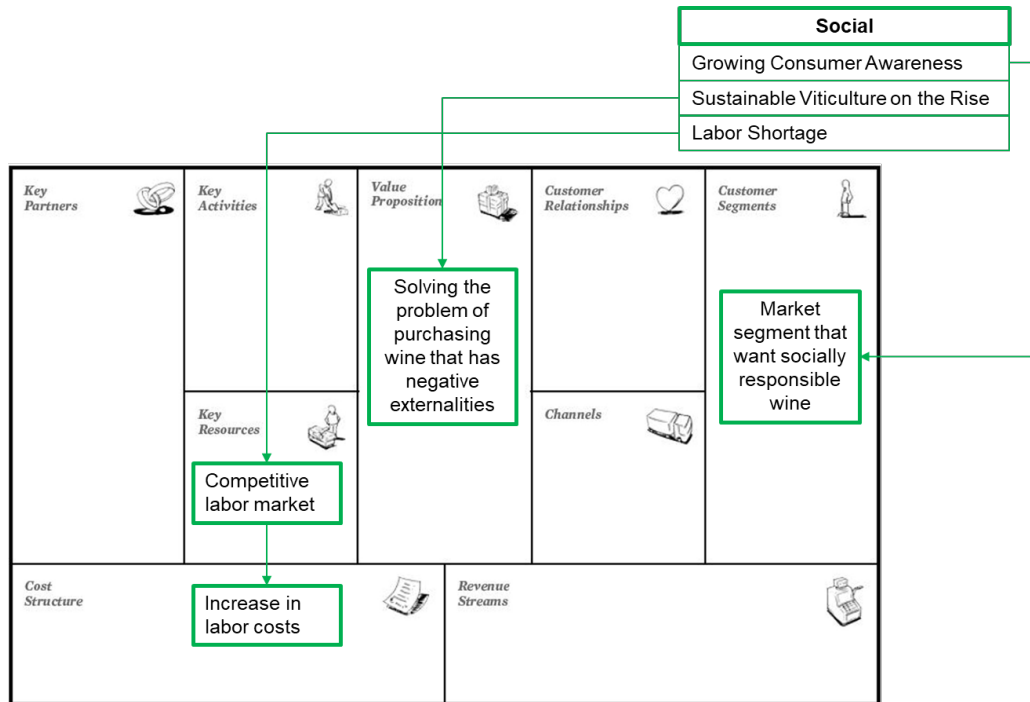 Social
Growing Consumer Awareness
Sustainable Viticulture on the Rise
Labor Shortage
Key
Partners
Key
Activities
Value
Proposition
Customer
Relationships
Customer
Segments
Solving the
problem of
purchasing
wine that has
negative
externalities
Market
segment that
want socially
responsible
wine
Key
Resources
Channels
Competitive
labor market
Cost
Structure
Increase in
labor costs
Revenue
Streams